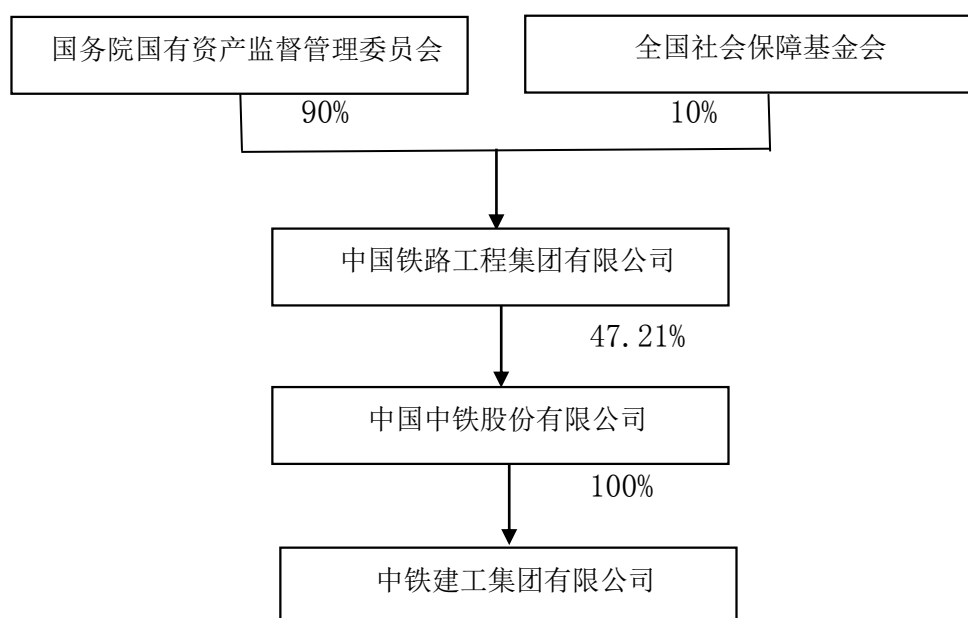 国务院国有资产监督管理委员会
全国社会保障基金会
90%
10%
中国铁路工程集团有限公司
47.21%
中国中铁股份有限公司
100%
中铁建工集团有限公司